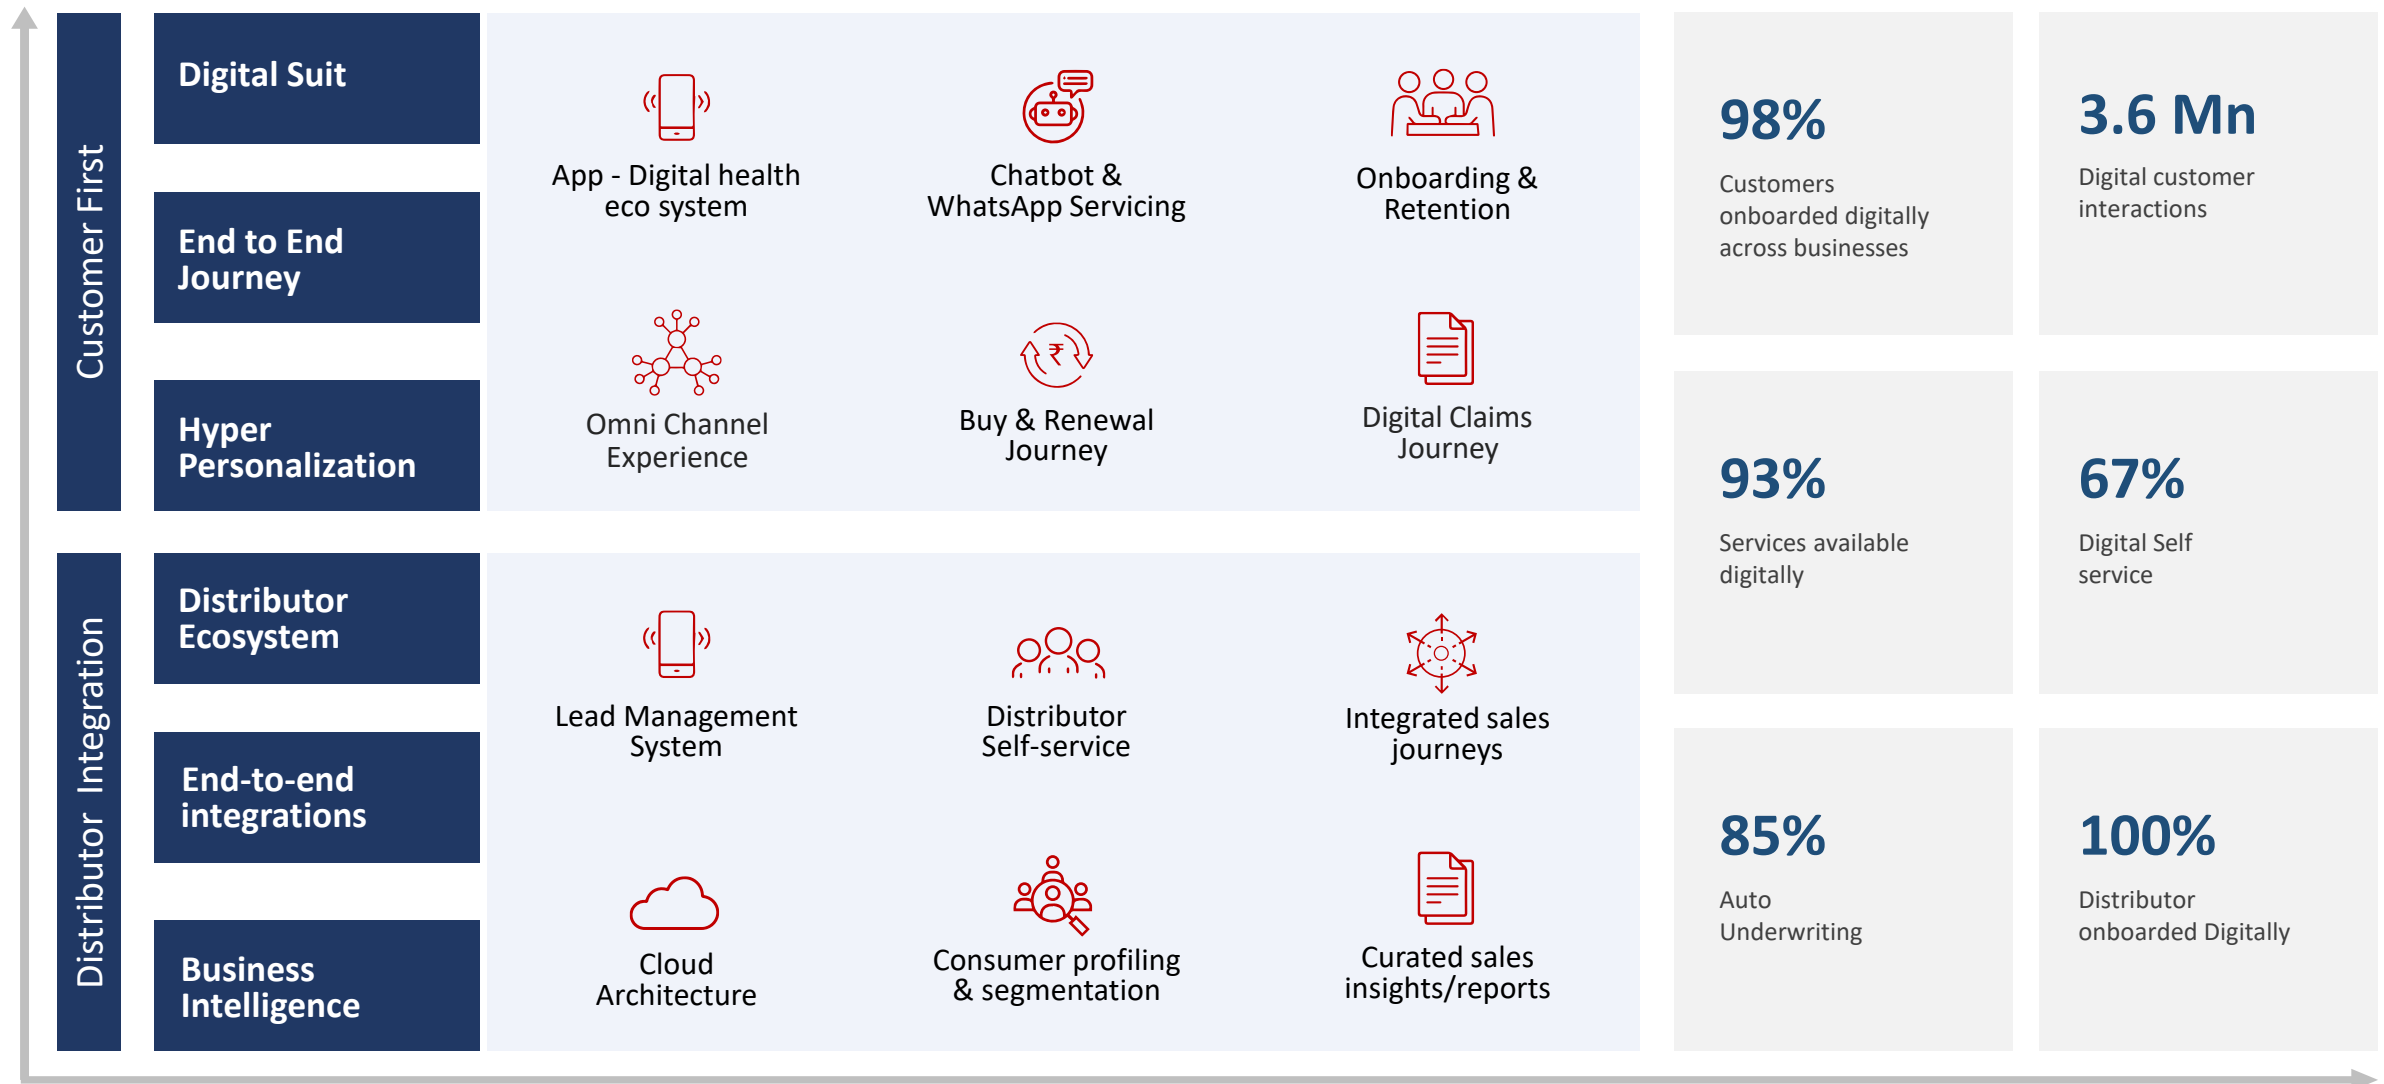 Customer First
Digital Suit
End to End
Journey
Hyper
Personalization
App - Digital health
eco system
Chatbot &
WhatsApp Servicing
Onboarding &
Retention
Omni Channel
Experience
₹
Buy & Renewal
Journey
Digital Claims
Journey
Distributor Integration
Distributor
Ecosystem
End-to-end
integrations
Business
Intelligence
Lead Management
System
Distributor
Self-service
Integrated sales
journeys
Cloud
Architecture
Consumer profiling
& segmentation
Curated sales
insights/reports
98%
Customers
onboarded digitally
across businesses
3.6 Mn
Digital customer
interactions
93%
Services available
digitally
67%
Digital Self
service
85%
Auto
Underwriting
100%
Distributor
onboarded Digitally